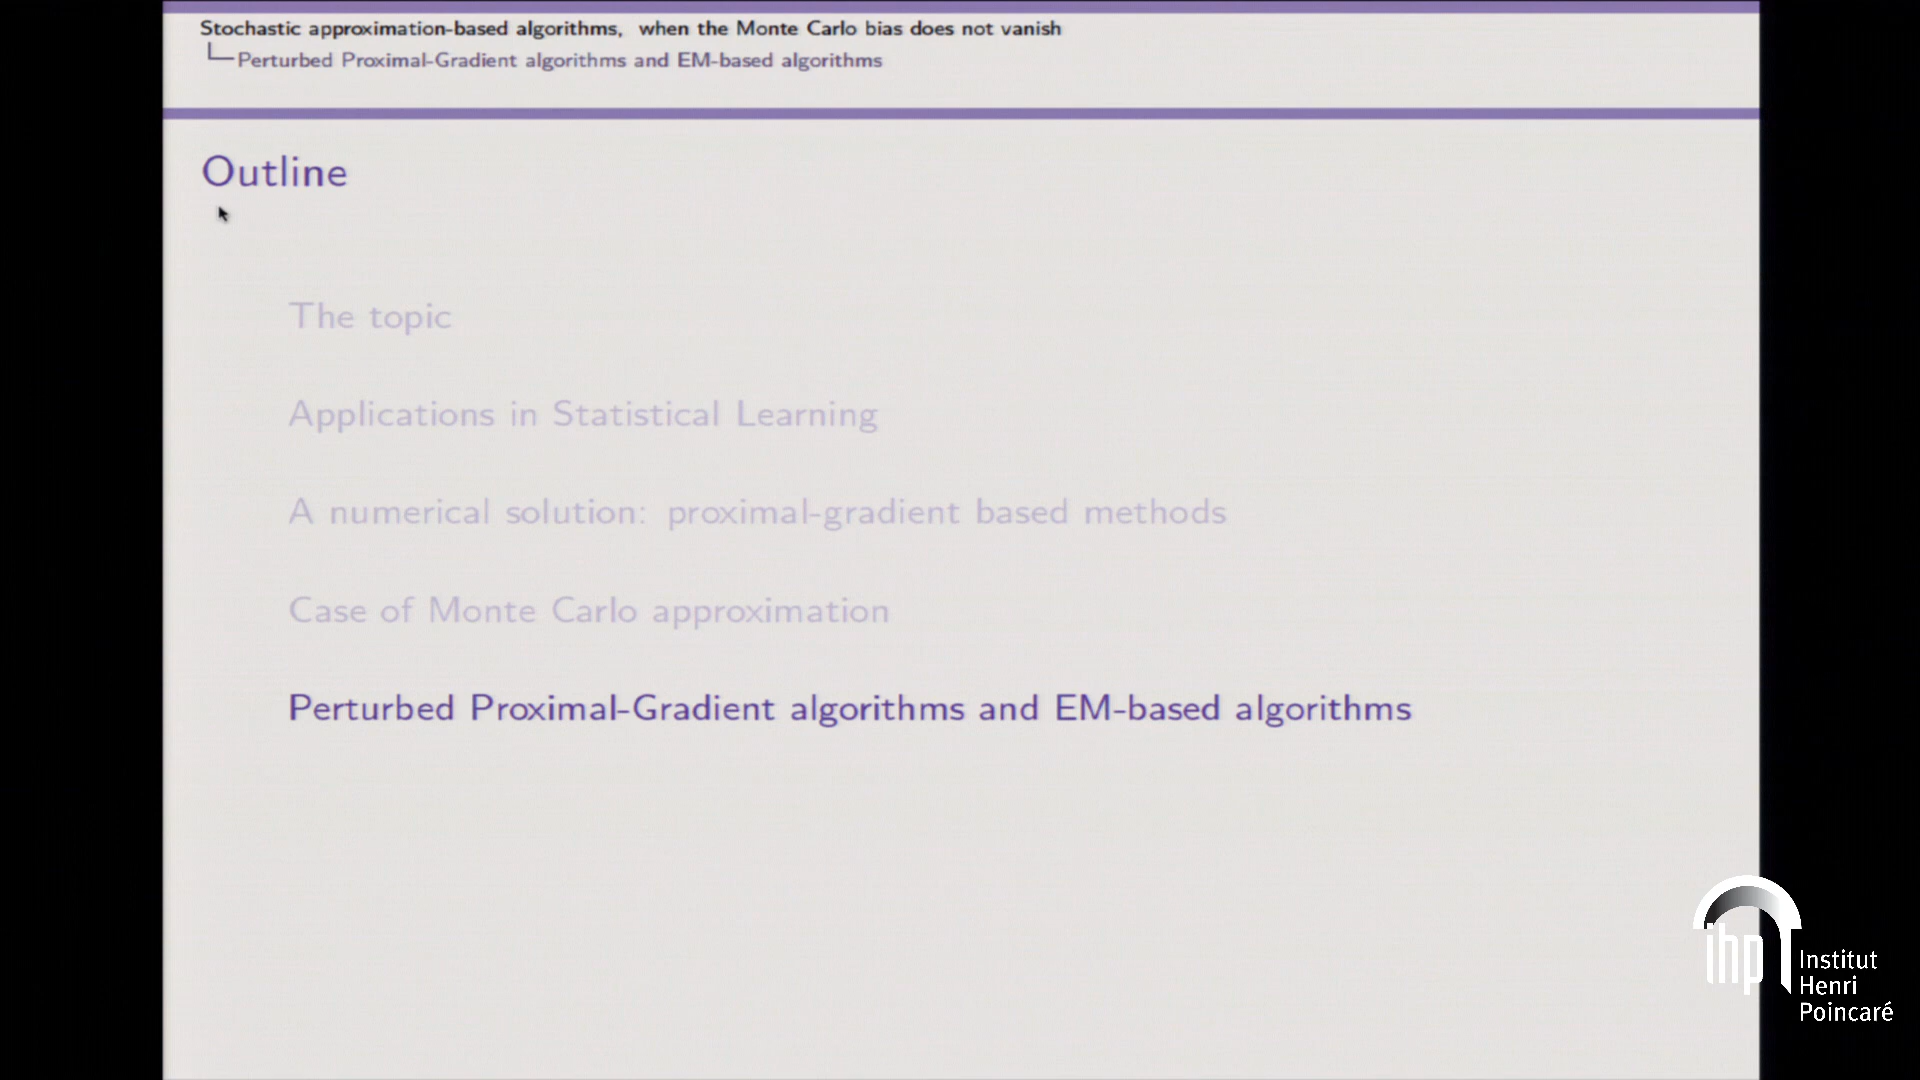 Stochastic approximation-based algorithms, when the Monte Carlo bias does not vanish
Perturbed Proximal-Gradient algorithms and EM-based algorithms
Outline
The topic
Applications in Statistical Learning
A numerical solution: proximal-gradient based methods
Case of Monte Carlo approximation
Perturbed Proximal-Gradient algorithms and EM-based algorithms
ihp
Institut
Henri
Poincaré